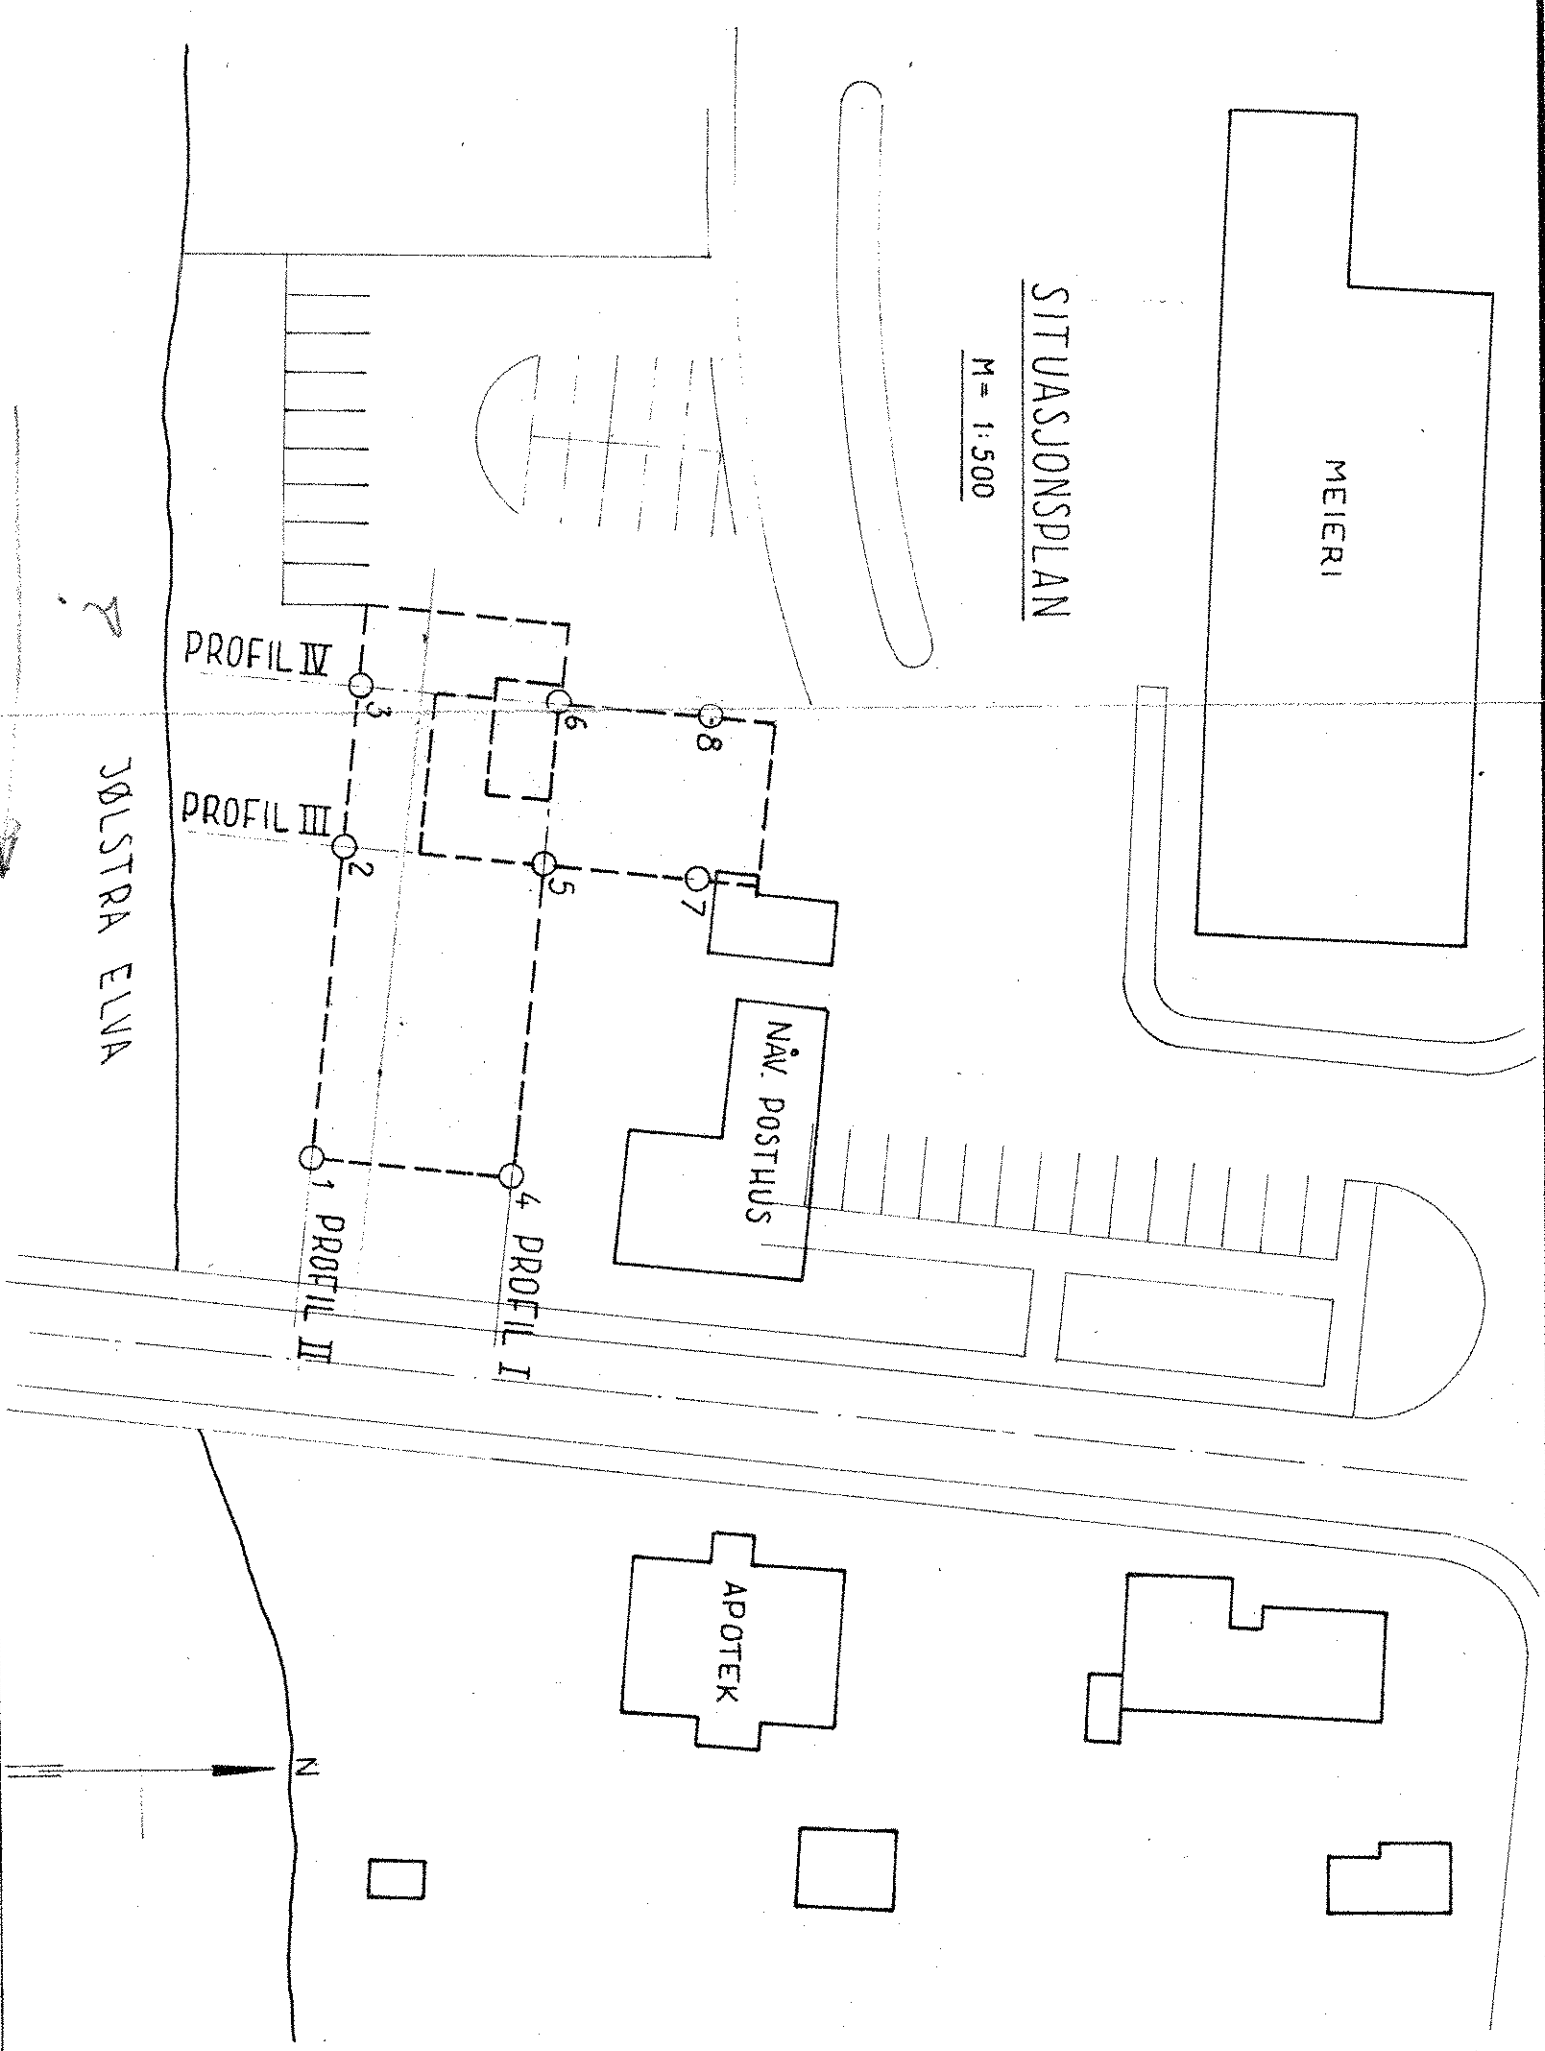 SITUASJONSPLAN
M= 1:500
MEIERI
PROFIL IV
PROFIL III
JØLSTRA ELVA
3
6
8
2
5
7
NÅV. POSTHUS
1 PROFIL II
4 PROFIL I
APOTEK
N